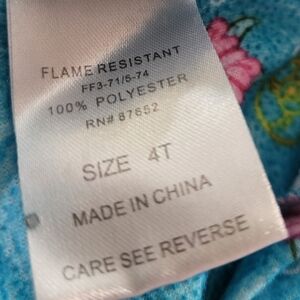 FLAME RESISTANT
FF3-71/5-74
100% POLYESTER
RN# 87652
SIZE 4T
MADE IN CHINA
CARE SEE REVERSE